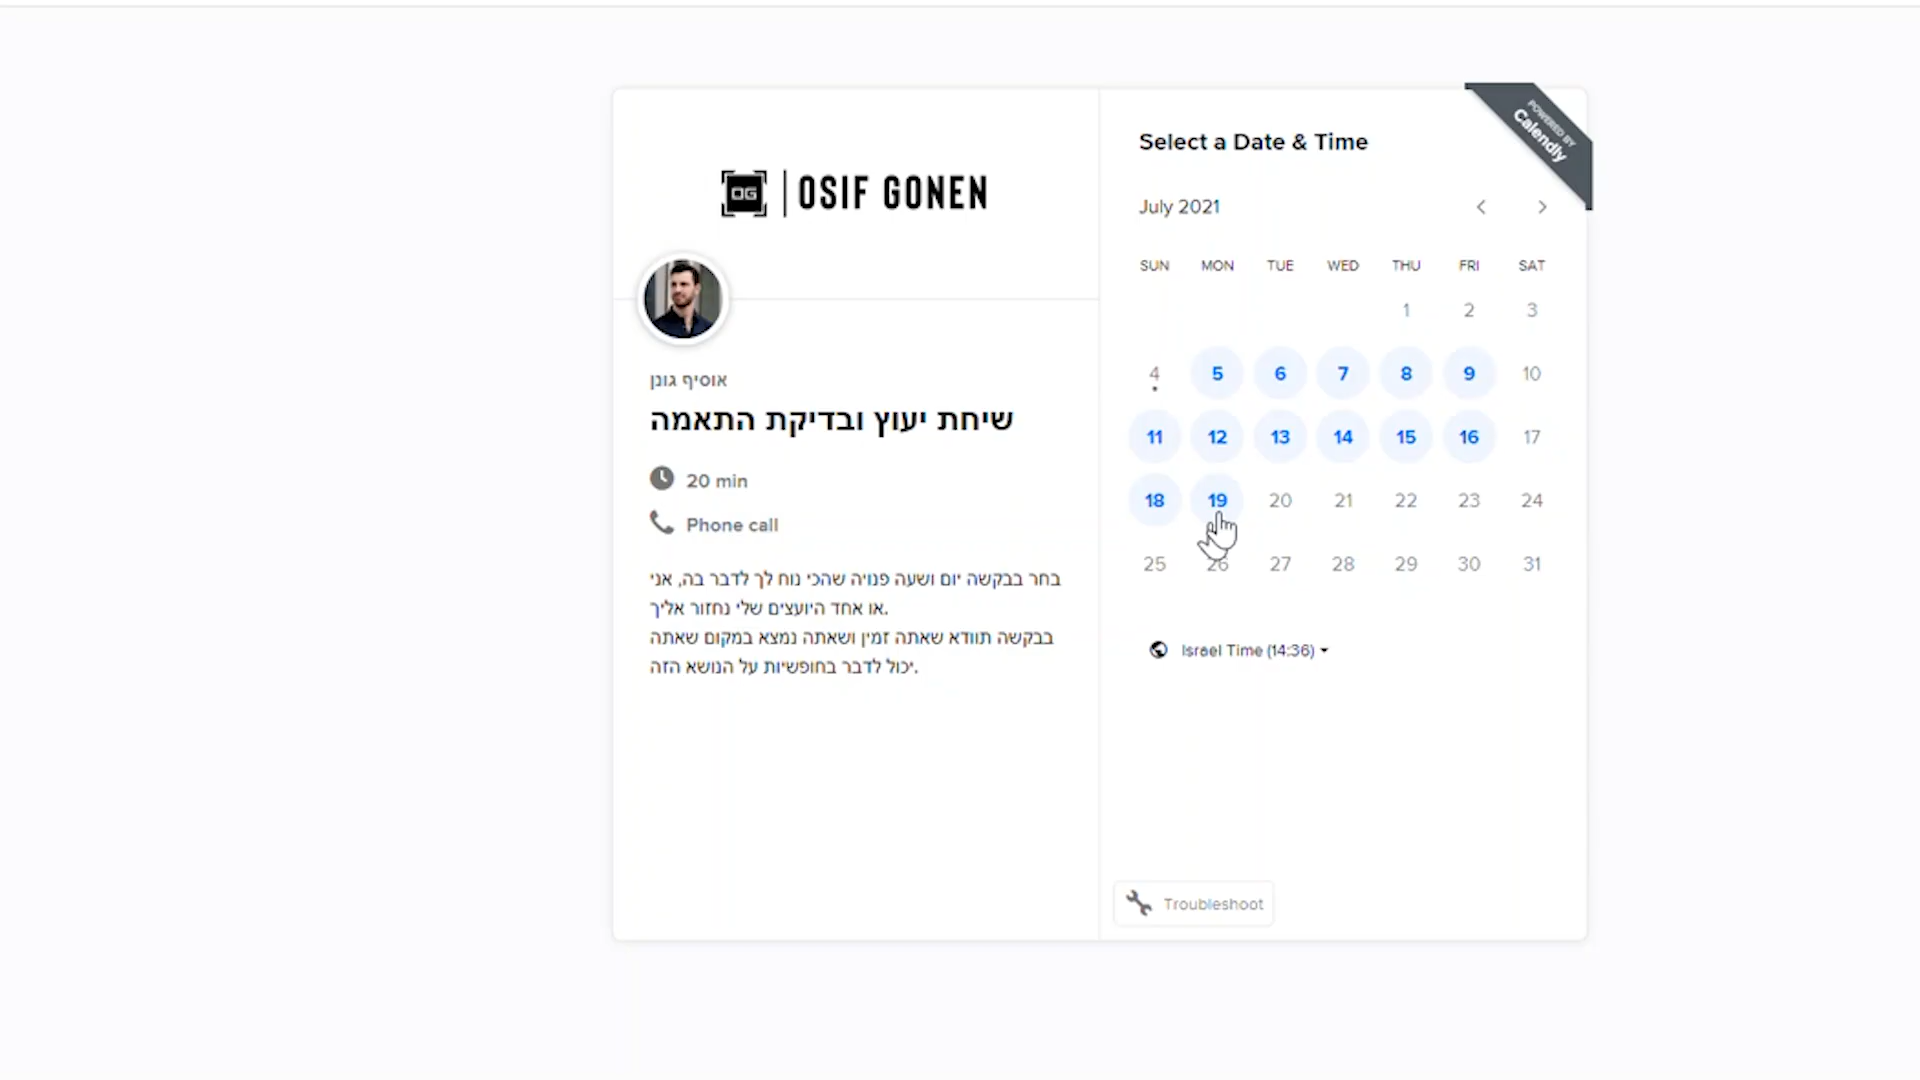 OG | OSIF GONEN
אוסיף גונן
שיחת יעוץ ובדיקת התאמה
20 min
Phone call
בחר בבקשה יום ושעה פנויה שהכי נוח לך לדבר בה, אני
או אחד היועצים שלי נחזור אליך.
בבקשה תוודא שאתה זמין ושאתה נמצא במקום שאתה
יכול לדבר בחופשיות על הנושא הזה.
POWERED BY
Calendly
Select a Date & Time
July 2021
SUN MON TUE WED THU FRI SAT
1 2 3
4 5 6 7 8 9 10
11 12 13 14 15 16 17
18 19 20 21 22 23 24
25 26 27 28 29 30 31
Israel Time (14:36)
Troubleshoot